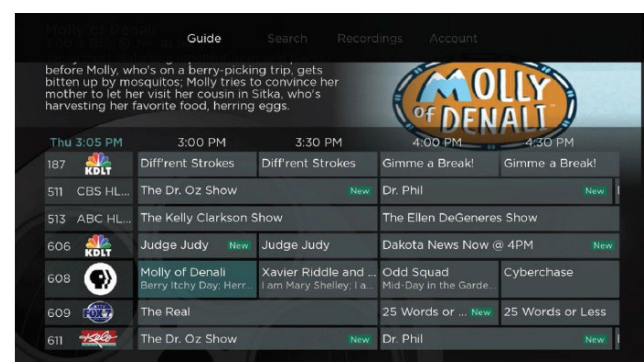 Molly of Denali
Guide Search Recordings Account
before Molly, who's on a berry-picking trip, gets
bitten up by mosquitos; Molly tries to convince her
mother to let her visit her cousin in Sitka, who's
harvesting her favorite food, herring eggs.
MOLLY
OF DENALI
Thu 3:05 PM 3:00 PM 3:30 PM 4:00 PM 4:30 PM
187 KDLT Diff'rent Strokes Diff'rent Strokes Gimme a Break! Gimme a Break!
511 CBS HL... The Dr. Oz Show New Dr. Phil New
513 ABC HL... The Kelly Clarkson Show The Ellen DeGeneres Show
606 KDLT Judge Judy New Judge Judy Dakota News Now @ 4PM New
608 Molly of Denali Xavier Riddle and ... Odd Squad Cyberchase
Berry Itchy Day; Herr... I am Mary Shelley; I a... Mid-Day in the Garde...
609 FOX The Real 25 Words or ... New 25 Words or Less
611 Kelo The Dr. Oz Show New Dr. Phil New